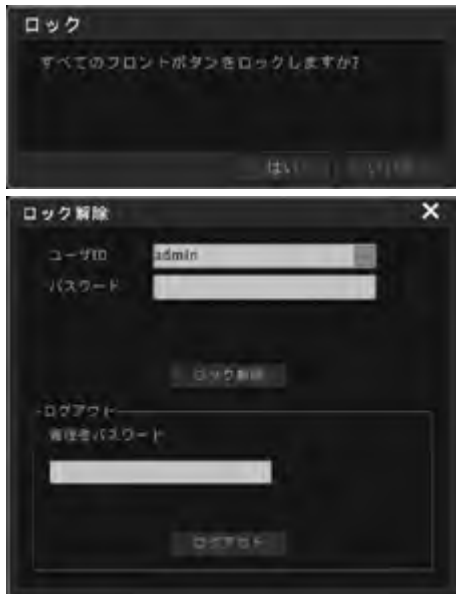 ロック
すべてのフロントボタンをロックしますか?
はい
いいえ
ロック解除
ユーザID
admin
パスワード
ロック解除
ログアウト
管理者パスワード
ログアウト